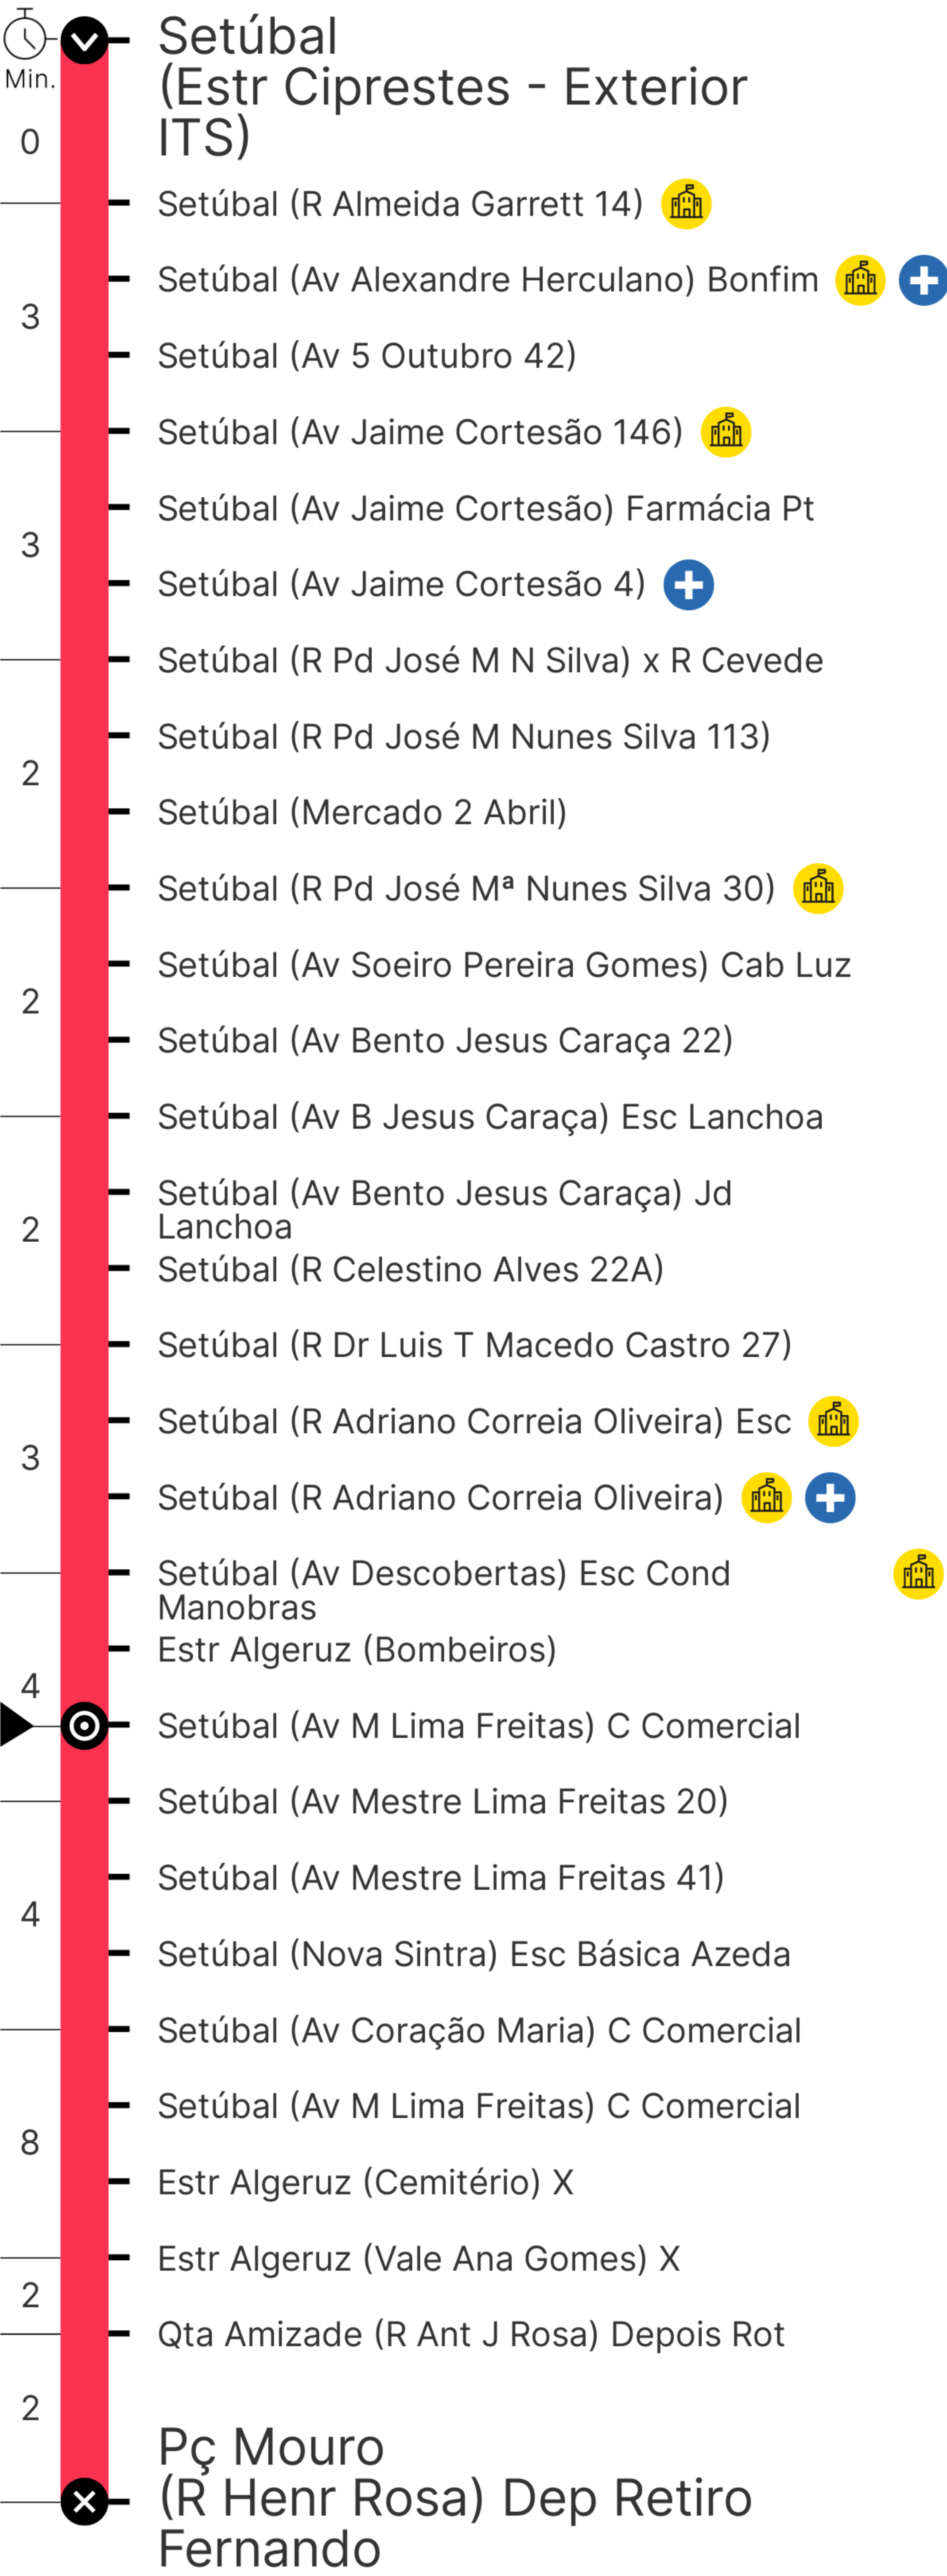 Setúbal
(Estr Ciprestes - Exterior
ITS)
Min.
0
Setúbal (R Almeida Garrett 14)
Setúbal (Av Alexandre Herculano) Bonfim
3
Setúbal (Av 5 Outubro 42)
Setúbal (Av Jaime Cortesão 146)
Setúbal (Av Jaime Cortesão) Farmácia Pt
3
Setúbal (Av Jaime Cortesão 4)
Setúbal (R Pd José M N Silva) x R Cevede
Setúbal (R Pd José M Nunes Silva 113)
2
Setúbal (Mercado 2 Abril)
Setúbal (R Pd José Mª Nunes Silva 30)
Setúbal (Av Soeiro Pereira Gomes) Cab Luz
2
Setúbal (Av Bento Jesus Caraça 22)
Setúbal (Av B Jesus Caraça) Esc Lanchoa
Setúbal (Av Bento Jesus Caraça) Jd
Lanchoa
2
Setúbal (R Celestino Alves 22A)
Setúbal (R Dr Luis T Macedo Castro 27)
Setúbal (R Adriano Correia Oliveira) Esc
3
Setúbal (R Adriano Correia Oliveira)
Setúbal (Av Descobertas) Esc Cond
Manobras
Estr Algeruz (Bombeiros)
4
Setúbal (Av M Lima Freitas) C Comercial
Setúbal (Av Mestre Lima Freitas 20)
Setúbal (Av Mestre Lima Freitas 41)
4
Setúbal (Nova Sintra) Esc Básica Azeda
Setúbal (Av Coração Maria) C Comercial
Setúbal (Av M Lima Freitas) C Comercial
8
Estr Algeruz (Cemitério) X
Estr Algeruz (Vale Ana Gomes) X
2
Qta Amizade (R Ant J Rosa) Depois Rot
2
Pç Mouro
(R Henr Rosa) Dep Retiro
Fernando